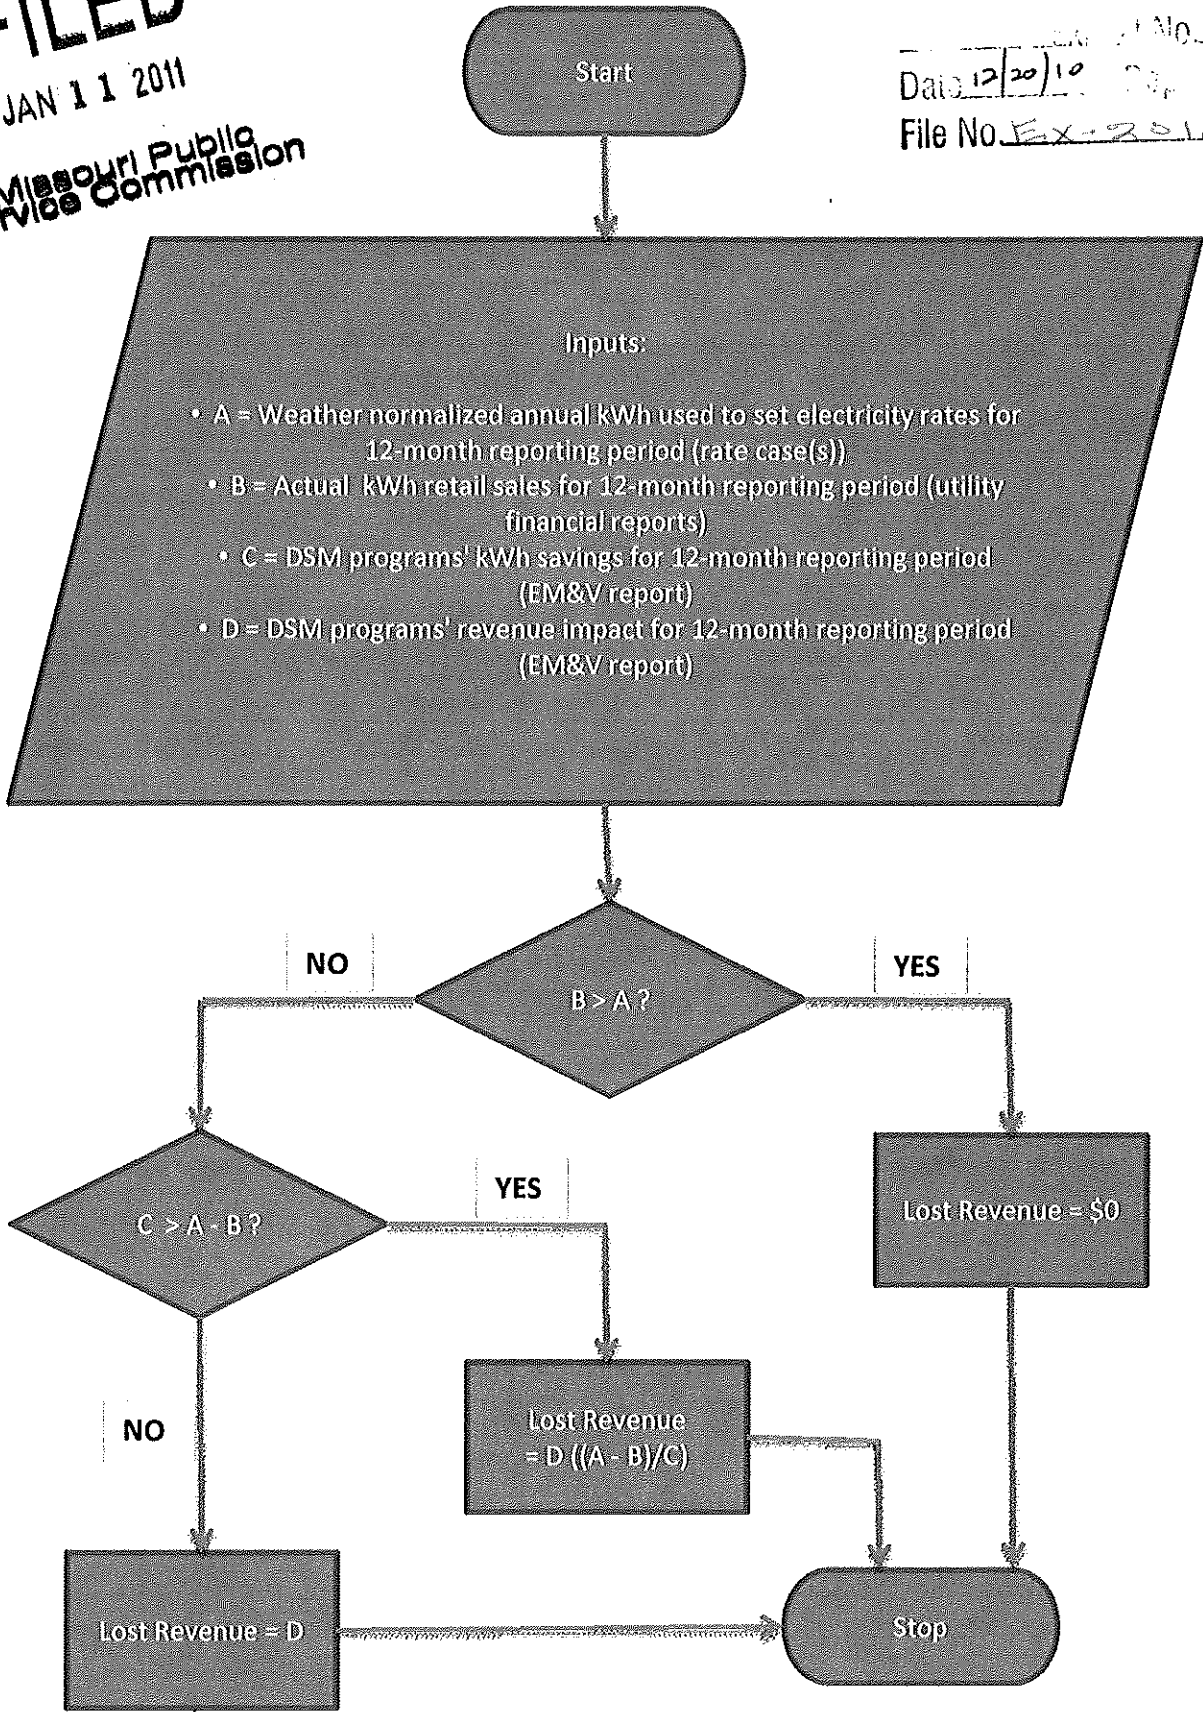 FILED
JAN 11 2011
Missouri Public
Service Commission
No.
Date 12/20/10
File No. EX-201
Start
Inputs:
• A = Weather normalized annual kWh used to set electricity rates for
12-month reporting period (rate case(s))
• B = Actual kWh retail sales for 12-month reporting period (utility
financial reports)
• C = DSM programs' kWh savings for 12-month reporting period
(EM&V report)
• D = DSM programs' revenue impact for 12-month reporting period
(EM&V report)
B > A ?
NO
YES
C > A - B ?
YES
Lost Revenue = $0
NO
Lost Revenue
= D ((A - B)/C)
Lost Revenue = D
Stop